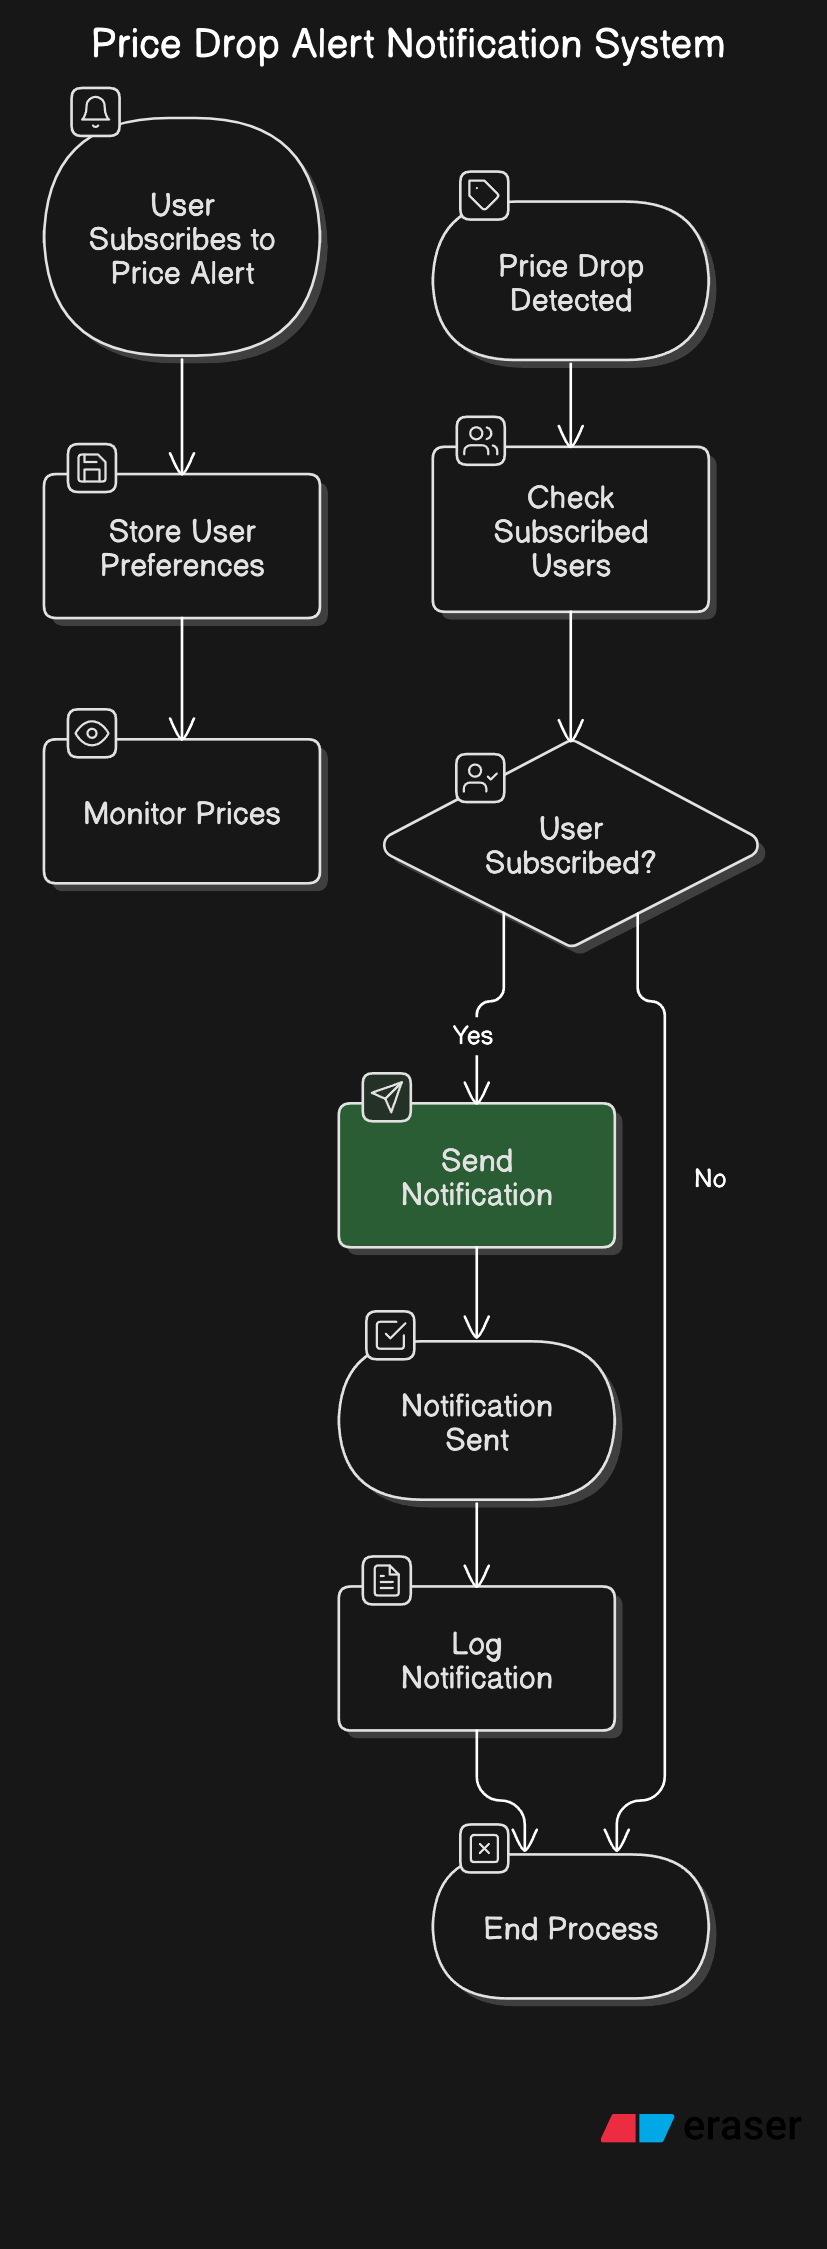 Price Drop Alert Notification System
User
Subscribes to
Price Alert
Store User
Preferences
Monitor Prices
Price Drop
Detected
Check
Subscribed
Users
User
Subscribed?
Yes
No
Send
Notification
Notification
Sent
Log
Notification
End Process
eraser